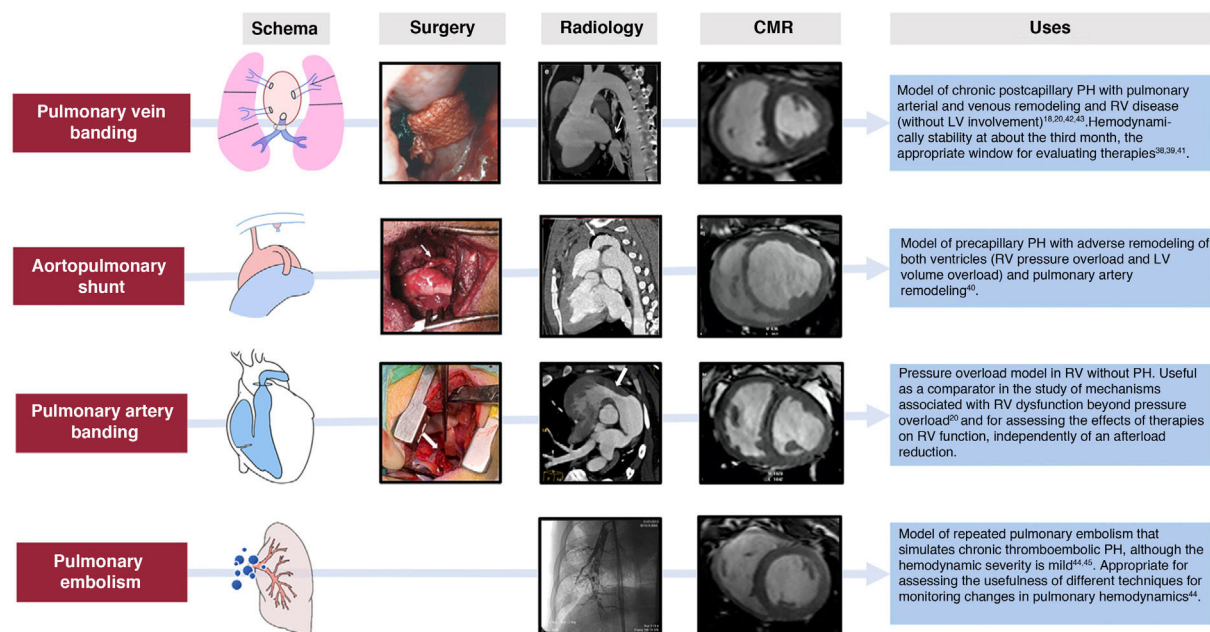 Schema
Surgery
Radiology
CMR
Uses
Pulmonary vein
banding
Model of chronic postcapillary PH with pulmonary
arterial and venous remodeling and RV disease
(without LV involvement)18,20,42,43.Hemodynami-
cally stability at about the third month, the
appropriate window for evaluating therapies38,39,41.
Aortopulmonary
shunt
Model of precapillary PH with adverse remodeling of
both ventricles (RV pressure overload and LV
volume overload) and pulmonary artery
remodeling40.
Pulmonary artery
banding
Pressure overload model in RV without PH. Useful
as a comparator in the study of mechanisms
associated with RV dysfunction beyond pressure
overload20 and for assessing the effects of therapies
on RV function, independently of an afterload
reduction.
Pulmonary
embolism
Model of repeated pulmonary embolism that
simulates chronic thromboembolic PH, although the
hemodynamic severity is mild44,45. Appropriate for
assessing the usefulness of different techniques for
monitoring changes in pulmonary hemodynamics44.